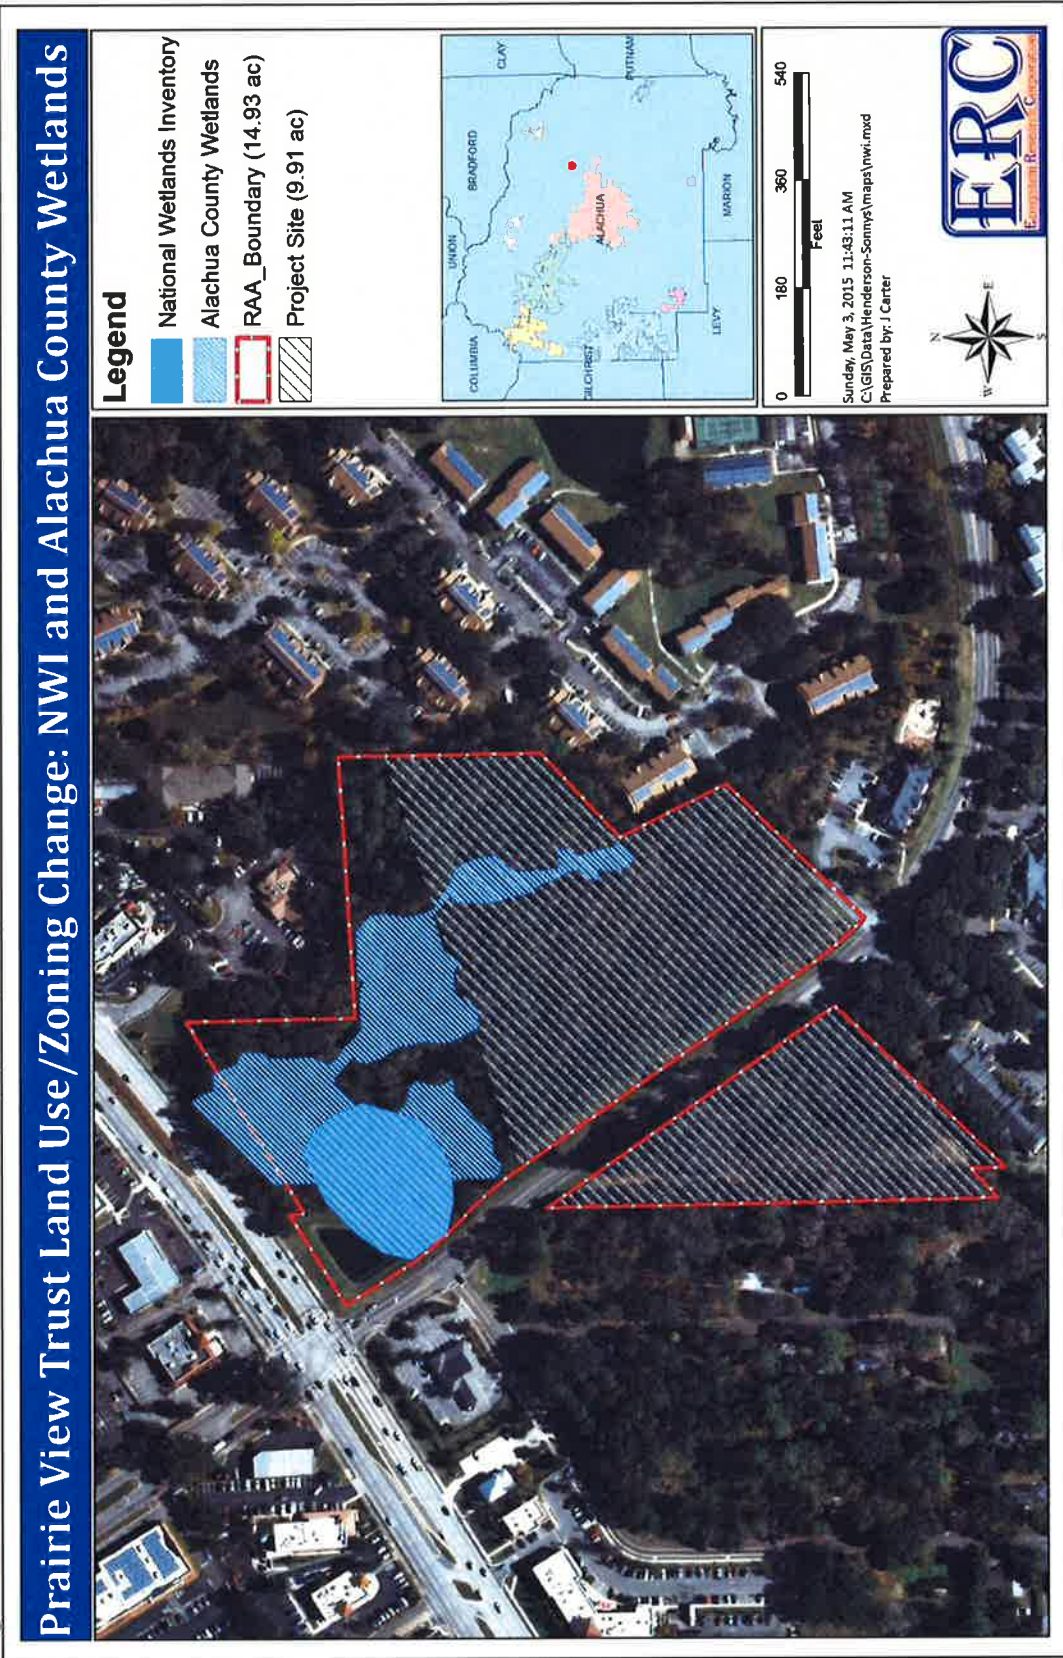 Prairie View Trust Land Use/Zoning Change: NWI and Alachua County Wetlands
Legend
National Wetlands Inventory
Alachua County Wetlands
RAA_Boundary (14.93 ac)
Project Site (9.91 ac)
COLUMBIA
UNION
BRADFORD
CLAY
PUTNAM
ALACHUA
GILCHRIST
LEVY
MARION
0 180 360 540
Feet
Sunday, May 3, 2015 11:43:11 AM
C:\GIS\Data\Henderson-Sonnys\maps\nwi.mxd
Prepared by: J Carter
N
W E
S
ERC
Ecosystem Research Corporation